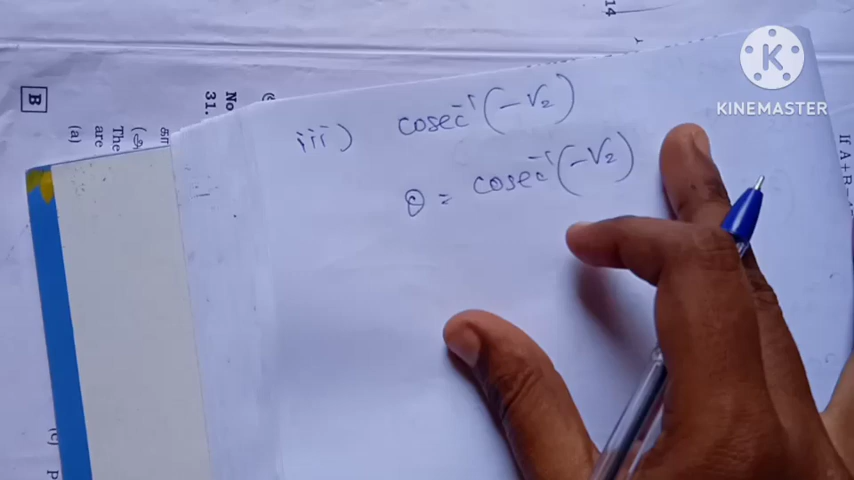 14
K
KINEMASTER
B
No
31.
The
are
(a)
If A+B
iii) cosec⁻¹(-√2)
θ = cosec⁻¹(-√2)